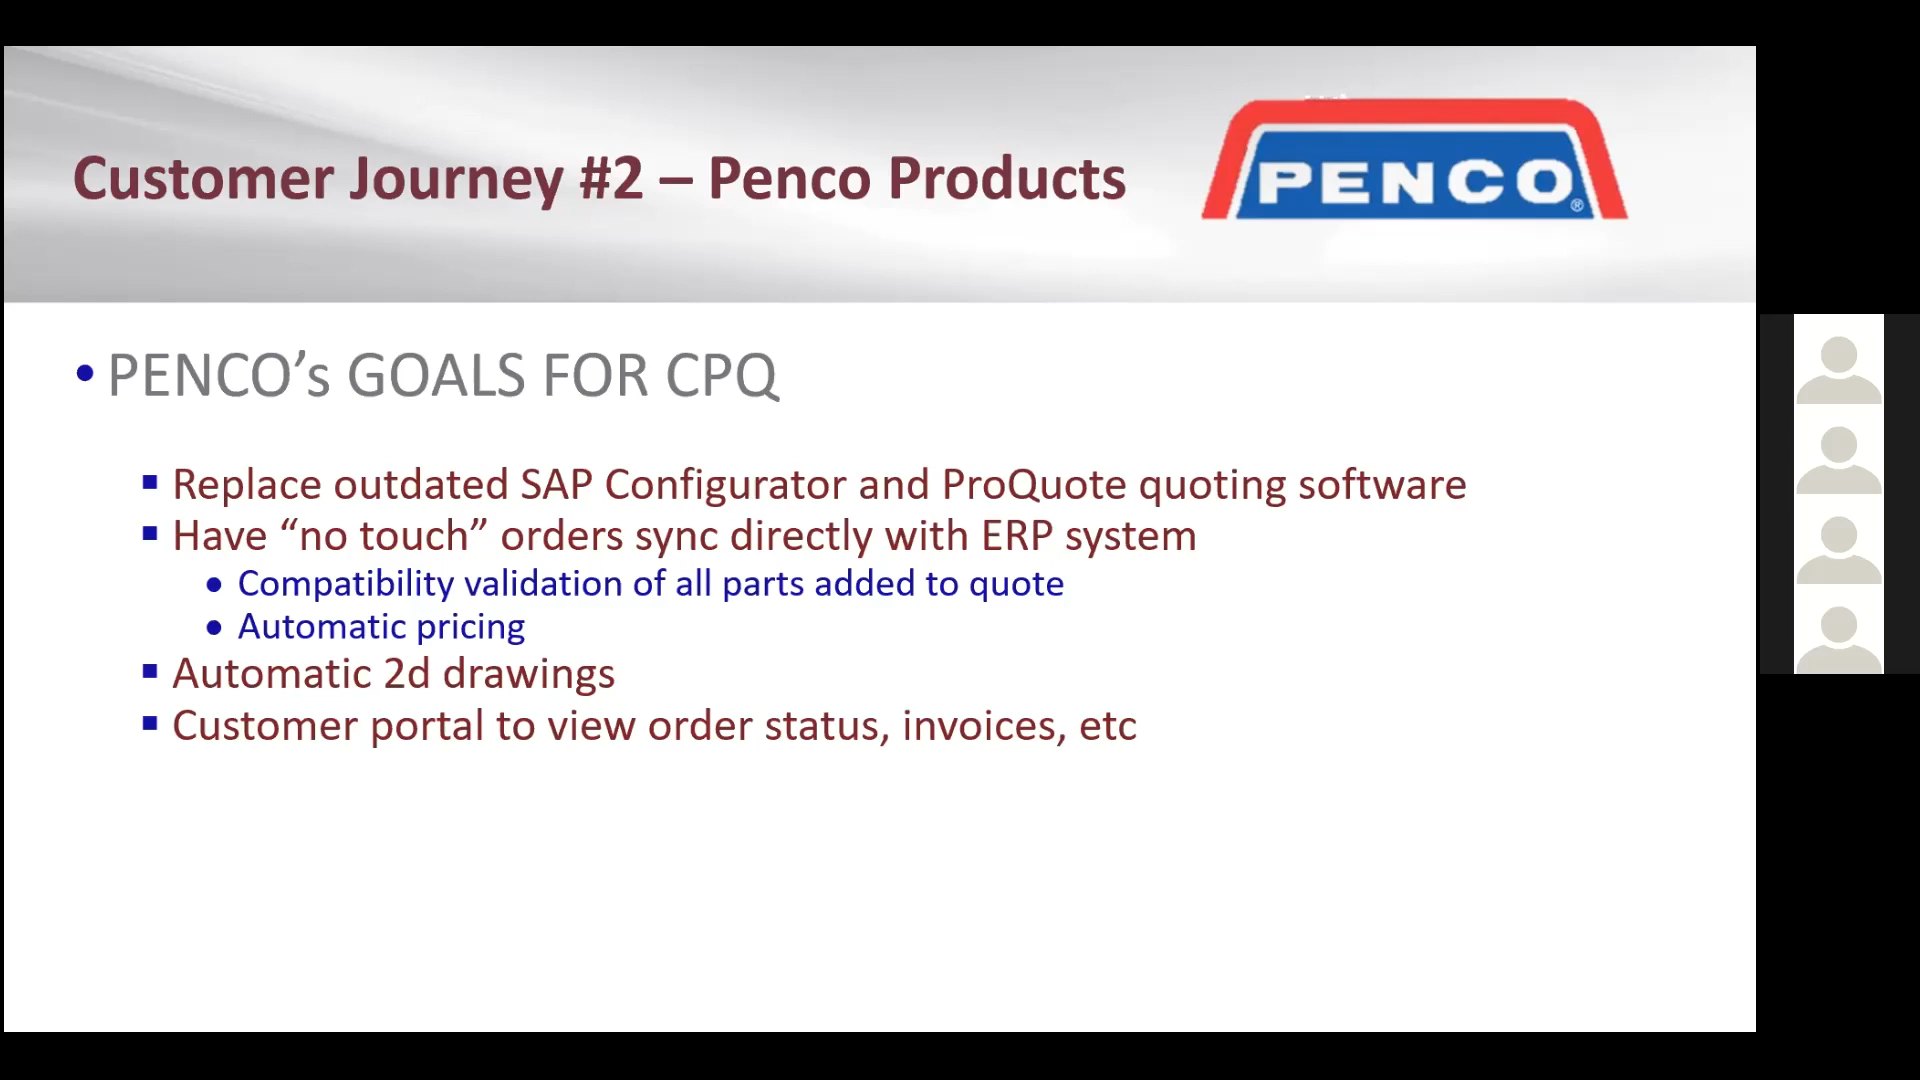 Customer Journey #2 – Penco Products
PENCO®
• PENCO’s GOALS FOR CPQ
▪ Replace outdated SAP Configurator and ProQuote quoting software
▪ Have “no touch” orders sync directly with ERP system
• Compatibility validation of all parts added to quote
• Automatic pricing
▪ Automatic 2d drawings
▪ Customer portal to view order status, invoices, etc